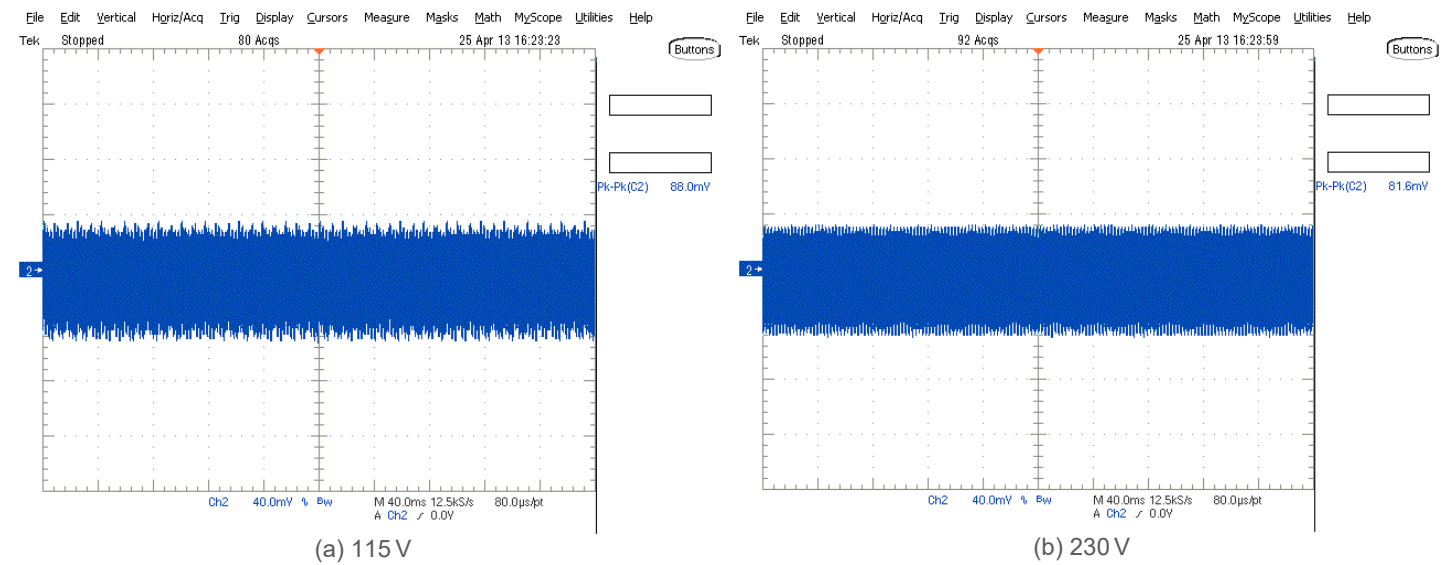 File Edit Vertical Horiz/Acq Trig Display Cursors Measure Masks Math MyScope Utilities Help
Tek Stopped 80 Acqs 25 Apr 13 16:23:23
Buttons
Pk-Pk(C2) 88.0mV
2
Ch2 40.0mV % Bw M 40.0ms 12.5kS/s 80.0µs/pt
A Ch2 0.0V
(a) 115 V
File Edit Vertical Horiz/Acq Trig Display Cursors Measure Masks Math MyScope Utilities Help
Tek Stopped 92 Acqs 25 Apr 13 16:23:59
Buttons
Pk-Pk(C2) 81.6mV
2
Ch2 40.0mV % Bw M 40.0ms 12.5kS/s 80.0µs/pt
A Ch2 0.0V
(b) 230 V